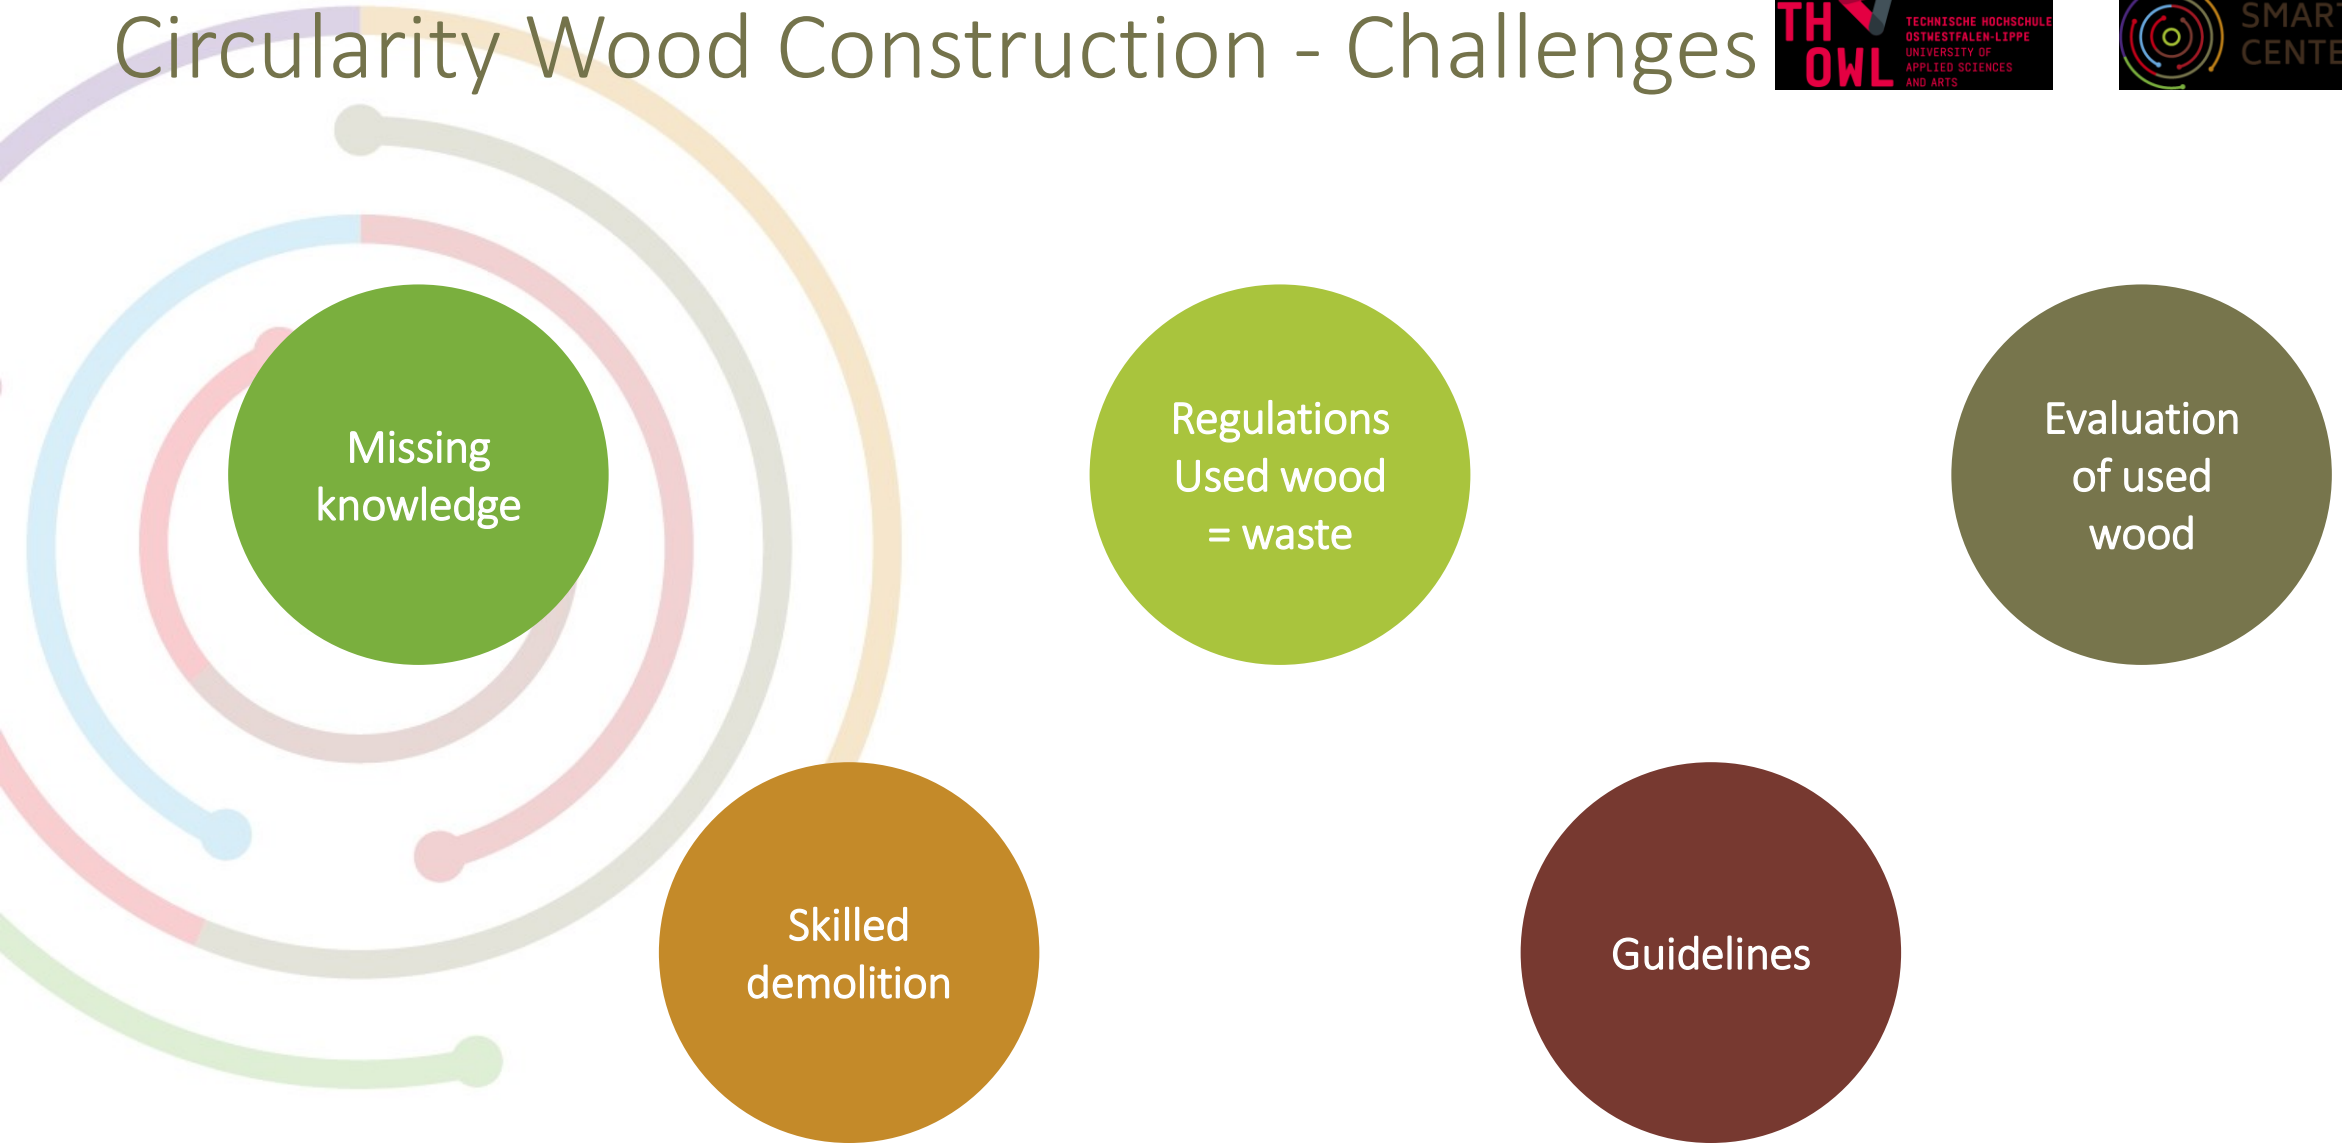 Circularity Wood Construction - Challenges
TH
OWL
TECHNISCHE HOCHSCHULE
OSTWESTFALEN-LIPPE
UNIVERSITY OF
APPLIED SCIENCES
AND ARTS
Missing
knowledge
Regulations
Used wood
= waste
Evaluation
of used
wood
Skilled
demolition
Guidelines